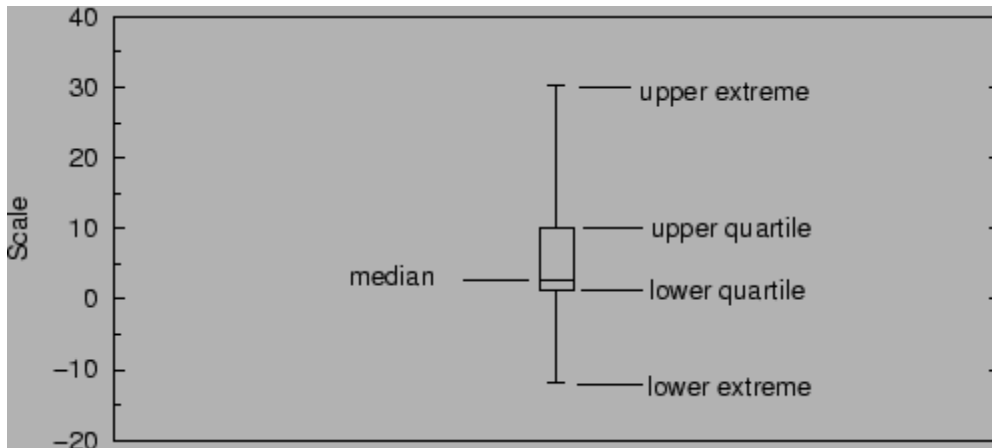 40
30
upper extreme
20
Scale
10
upper quartile
median
0
lower quartile
−10
lower extreme
−20